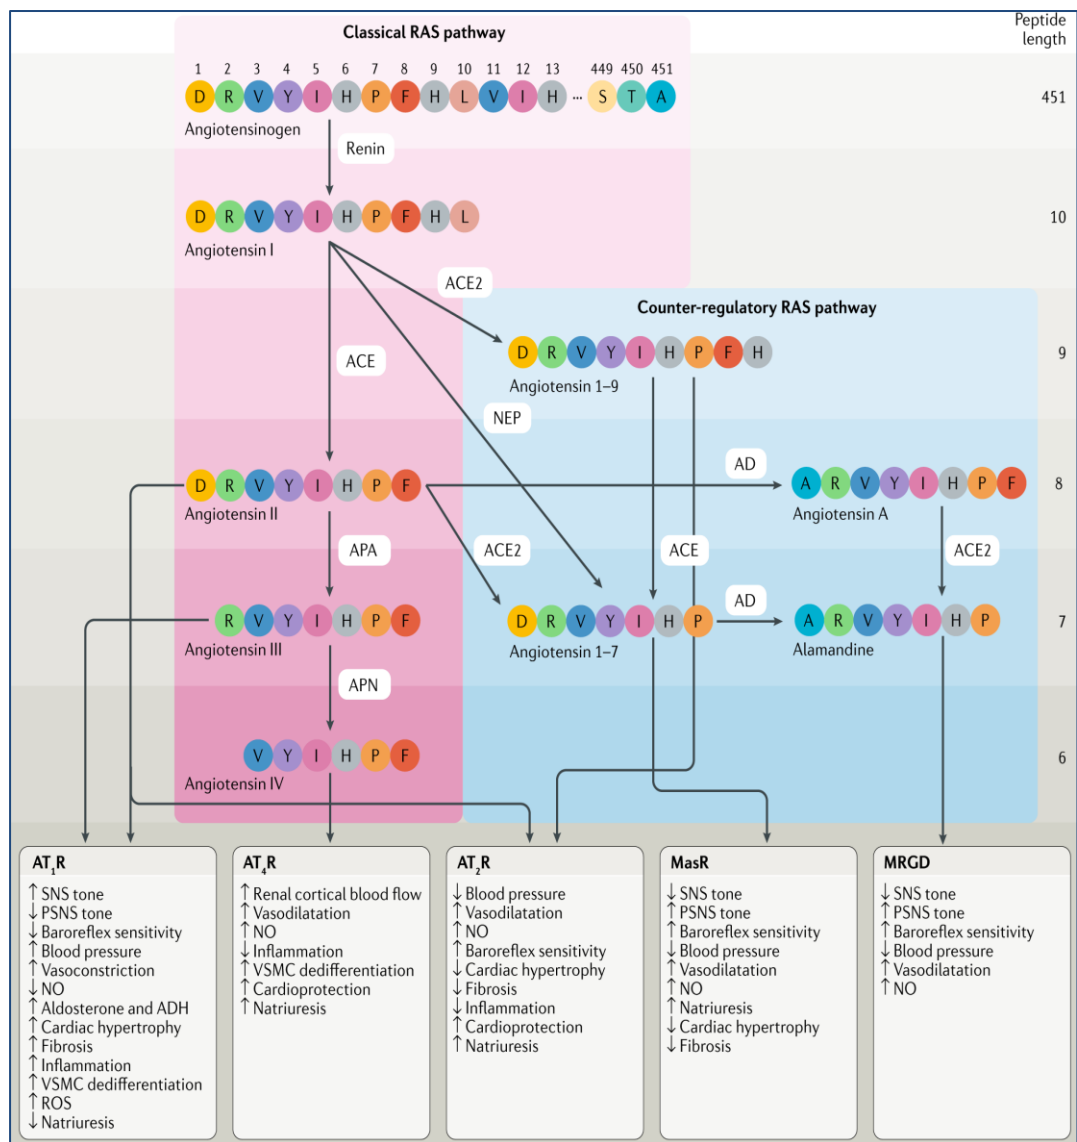 Classical RAS pathway
Peptide length
1 2 3 4 5 6 7 8 9 10 11 12 13 449 450 451
D R V Y I H P F H L V I H ... S T A
451
Angiotensinogen
Renin
D R V Y I H P F H L
10
Angiotensin I
ACE2
Counter-regulatory RAS pathway
ACE
D R V Y I H P F H
9
Angiotensin 1–9
NEP
AD
D R V Y I H P F
A R V Y I H P F
8
Angiotensin II
Angiotensin A
APA
ACE2
ACE
ACE2
AD
R V Y I H P F
D R V Y I H P
A R V Y I H P
7
Angiotensin III
Angiotensin 1–7
Alamandine
APN
V Y I H P F
6
Angiotensin IV
AT1R
↑ SNS tone
↓ PSNS tone
↓ Baroreflex sensitivity
↑ Blood pressure
↑ Vasoconstriction
↓ NO
↑ Aldosterone and ADH
↑ Cardiac hypertrophy
↑ Fibrosis
↑ Inflammation
↑ VSMC dedifferentiation
↑ ROS
↓ Natriuresis
AT4R
↑ Renal cortical blood flow
↑ Vasodilatation
↑ NO
↓ Inflammation
↑ VSMC dedifferentiation
↑ Cardioprotection
↑ Natriuresis
AT2R
↓ Blood pressure
↑ Vasodilatation
↑ NO
↑ Baroreflex sensitivity
↓ Cardiac hypertrophy
↓ Fibrosis
↓ Inflammation
↑ Cardioprotection
↑ Natriuresis
MasR
↓ SNS tone
↑ PSNS tone
↑ Baroreflex sensitivity
↓ Blood pressure
↑ Vasodilatation
↑ NO
↑ Natriuresis
↓ Cardiac hypertrophy
↓ Fibrosis
MRGD
↓ SNS tone
↑ PSNS tone
↑ Baroreflex sensitivity
↓ Blood pressure
↑ Vasodilatation
↑ NO